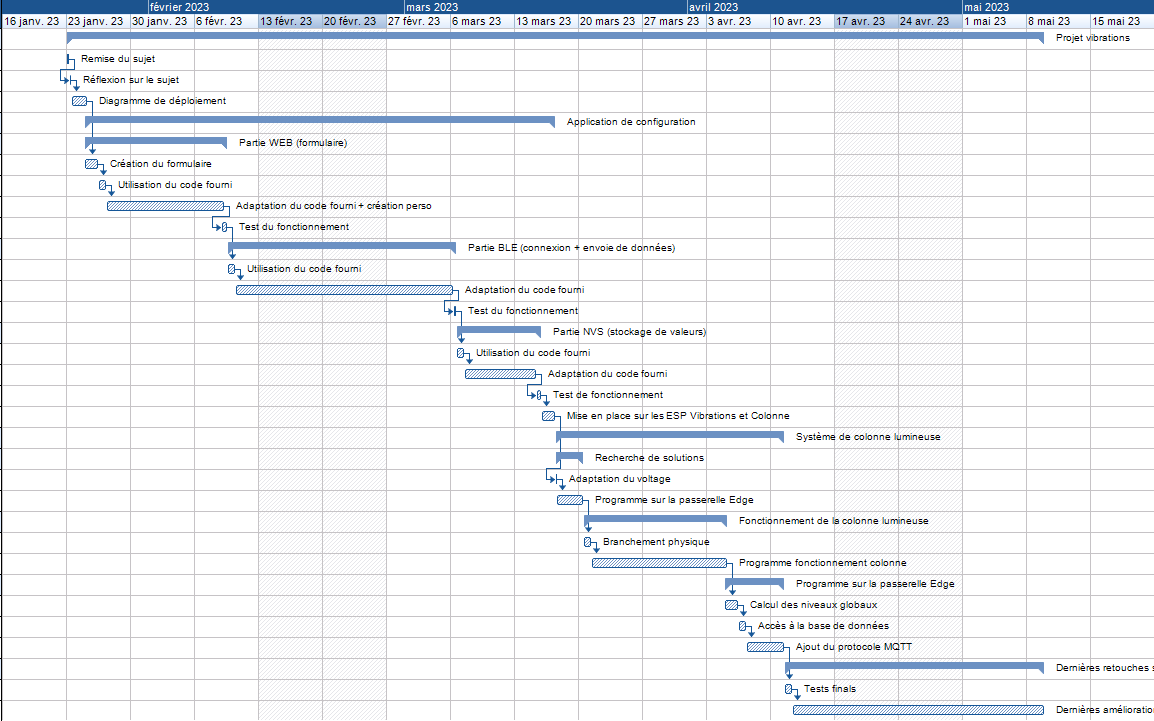 février 2023 mars 2023 avril 2023 mai 2023
16 janv. 23 23 janv. 23 30 janv. 23 6 févr. 23 13 févr. 23 20 févr. 23 27 févr. 23 6 mars 23 13 mars 23 20 mars 23 27 mars 23 3 avr. 23 10 avr. 23 17 avr. 23 24 avr. 23 1 mai 23 8 mai 23 15 mai 23
Projet vibrations
Remise du sujet
Réflexion sur le sujet
Diagramme de déploiement
Application de configuration
Partie WEB (formulaire)
Création du formulaire
Utilisation du code fourni
Adaptation du code fourni + création perso
Test du fonctionnement
Partie BLE (connexion + envoie de données)
Utilisation du code fourni
Adaptation du code fourni
Test du fonctionnement
Partie NVS (stockage de valeurs)
Utilisation du code fourni
Adaptation du code fourni
Test de fonctionnement
Mise en place sur les ESP Vibrations et Colonne
Système de colonne lumineuse
Recherche de solutions
Adaptation du voltage
Programme sur la passerelle Edge
Fonctionnement de la colonne lumineuse
Branchement physique
Programme fonctionnement colonne
Programme sur la passerelle Edge
Calcul des niveaux globaux
Accès à la base de données
Ajout du protocole MQTT
Dernières retouches
Tests finals
Dernières amélioratio